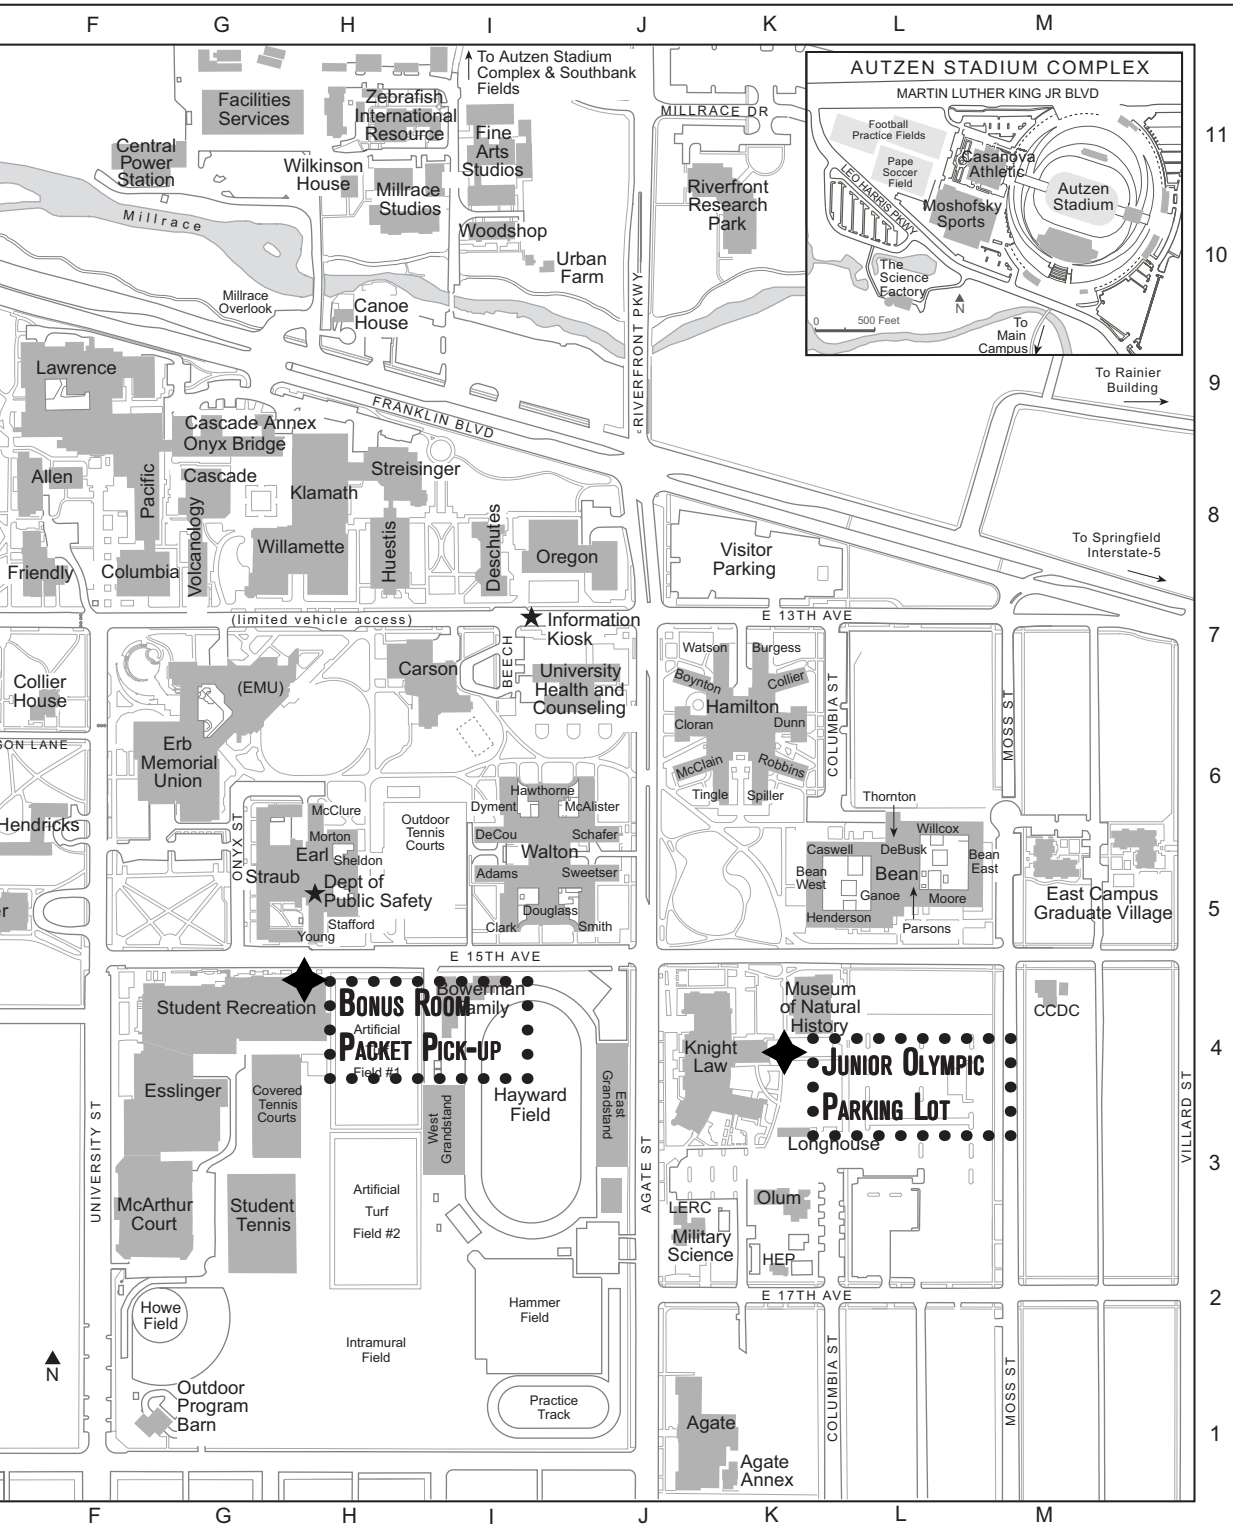 F G H I J K L M
To Autzen Stadium
Complex & Southbank
Fields
AUTZEN STADIUM COMPLEX
MARTIN LUTHER KING JR BLVD
Football
Practice Fields
Pape
Soccer
Field
Casanova
Athletic
LEO HARRIS PKWY
Moshofsky
Sports
Autzen
Stadium
The
Science
Factory
N
0 500 Feet
To
Main
Campus
Facilities
Services
Zebrafish
International
Resource
Central
Power
Station
Wilkinson
House
Millrace
Studios
Fine
Arts
Studios
MILLRACE DR
Riverfront
Research
Park
11
Millrace
Woodshop
Urban
Farm
10
Millrace
Overlook
Canoe
House
RIVERFRONT PKWY
To Rainier
Building
9
Lawrence
FRANKLIN BLVD
Cascade Annex
Onyx Bridge
Allen
Pacific
Cascade
Klamath
Streisinger
Volcanology
Willamette
Huestis
Deschutes
Oregon
Visitor
Parking
8
To Springfield
Interstate-5
Friendly
Columbia
(limited vehicle access)
Information
Kiosk
E 13TH AVE
7
Collier
House
(EMU)
Carson
BEECH
University
Health and
Counseling
Watson
Burgess
Boynton
Collier
Hamilton
Cloran
Dunn
McClain
Robbins
Tingle
Spiller
COLUMBIA ST
MOSS ST
SON LANE
Erb
Memorial
Union
6
Hendricks
ONYX ST
McClure
Morton
Earl
Sheldon
Straub
Dept of
Public Safety
Stafford
Young
Outdoor
Tennis
Courts
Hawthorne
Dyment
McAlister
DeCou
Schafer
Walton
Adams
Sweetser
Douglass
Clark
Smith
Thornton
Willcox
Caswell
DeBusk
Bean
East
Bean
West
Bean
Ganoe
Moore
Henderson
Parsons
East Campus
Graduate Village
5
er
E 15TH AVE
Student Recreation
BONUS ROOM
PACKET PICK-UP
Bowerman
Family
Artificial
Field #1
Museum
of Natural
History
CCDC
Knight
Law
JUNIOR OLYMPIC
PARKING LOT
4
Esslinger
Covered
Tennis
Courts
West
Grandstand
Hayward
Field
East
Grandstand
Longhouse
UNIVERSITY ST
AGATE ST
VILLARD ST
3
McArthur
Court
Student
Tennis
Artificial
Turf
Field #2
LERC
Military
Science
Olum
HEP
E 17TH AVE
2
Howe
Field
Intramural
Field
Hammer
Field
N
Outdoor
Program
Barn
Practice
Track
COLUMBIA ST
MOSS ST
Agate
Agate
Annex
1
F G H I J K L M